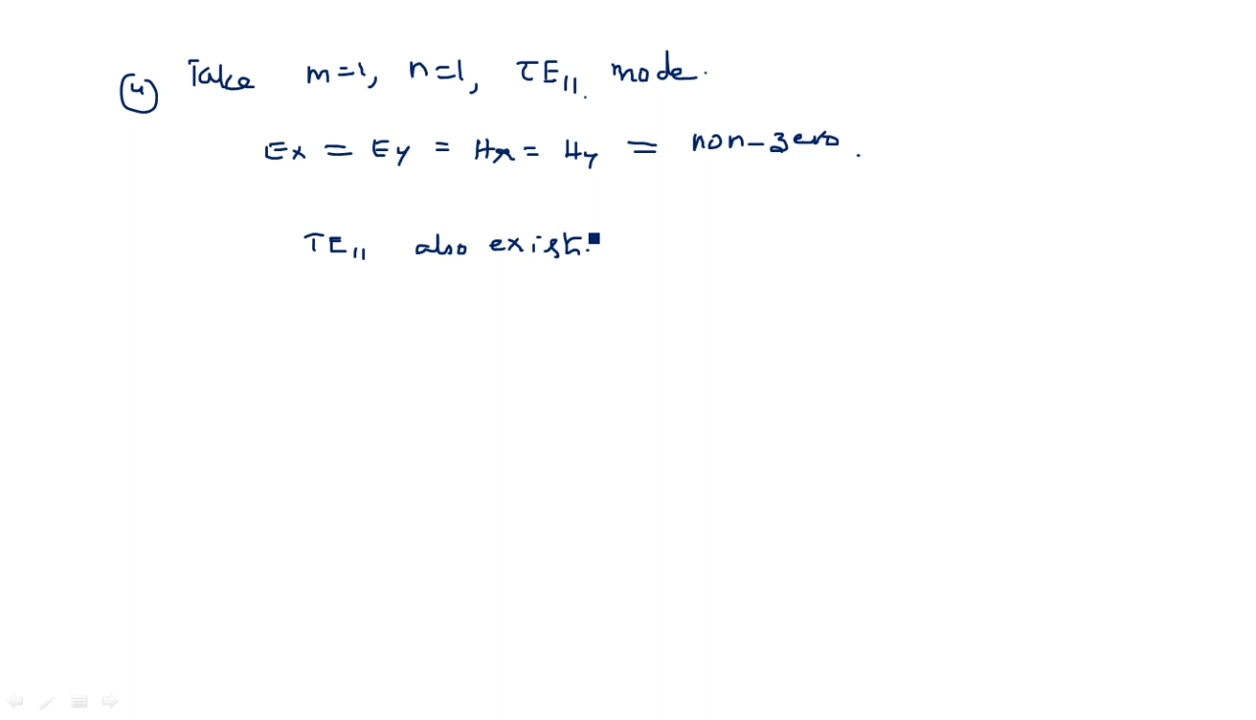 (4) Take m=1, n=1, TE11 mode.
Ex = Ey = Hx = Hy = non-zero.
TE11 also exist.